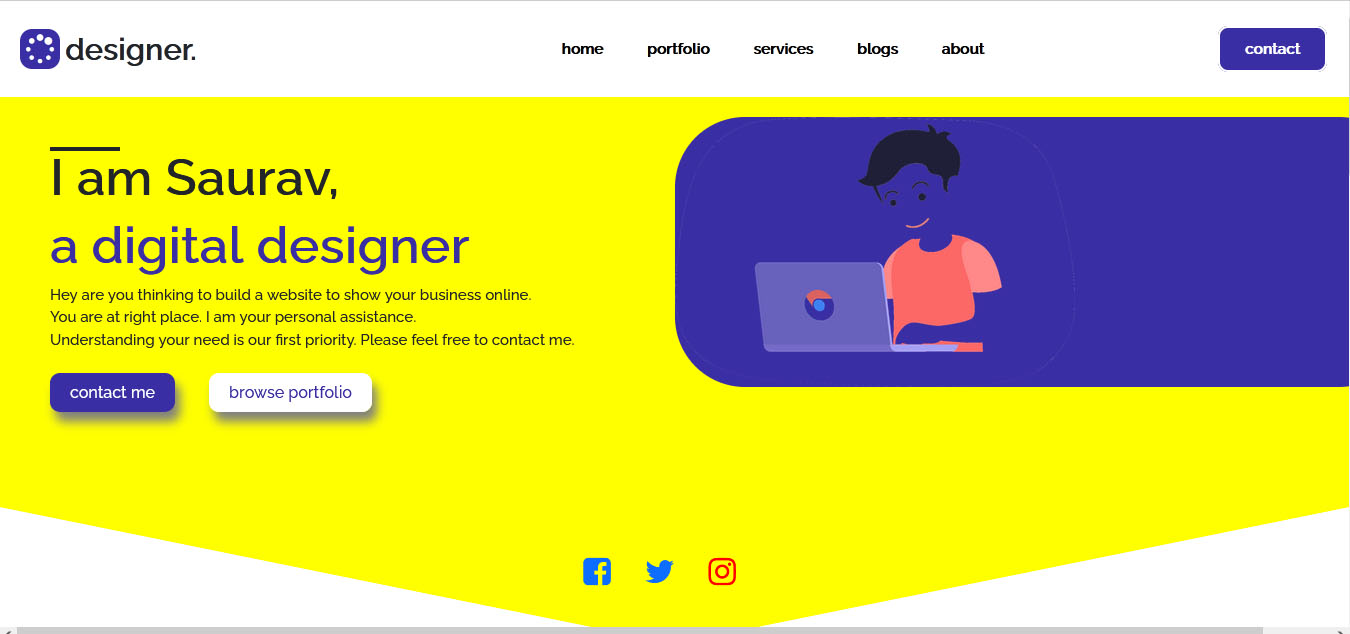 designer.
home
portfolio
services
blogs
about
contact
I am Saurav,
a digital designer
Hey are you thinking to build a website to show your business online.
You are at right place. I am your personal assistance.
Understanding your need is our first priority. Please feel free to contact me.
contact me
browse portfolio